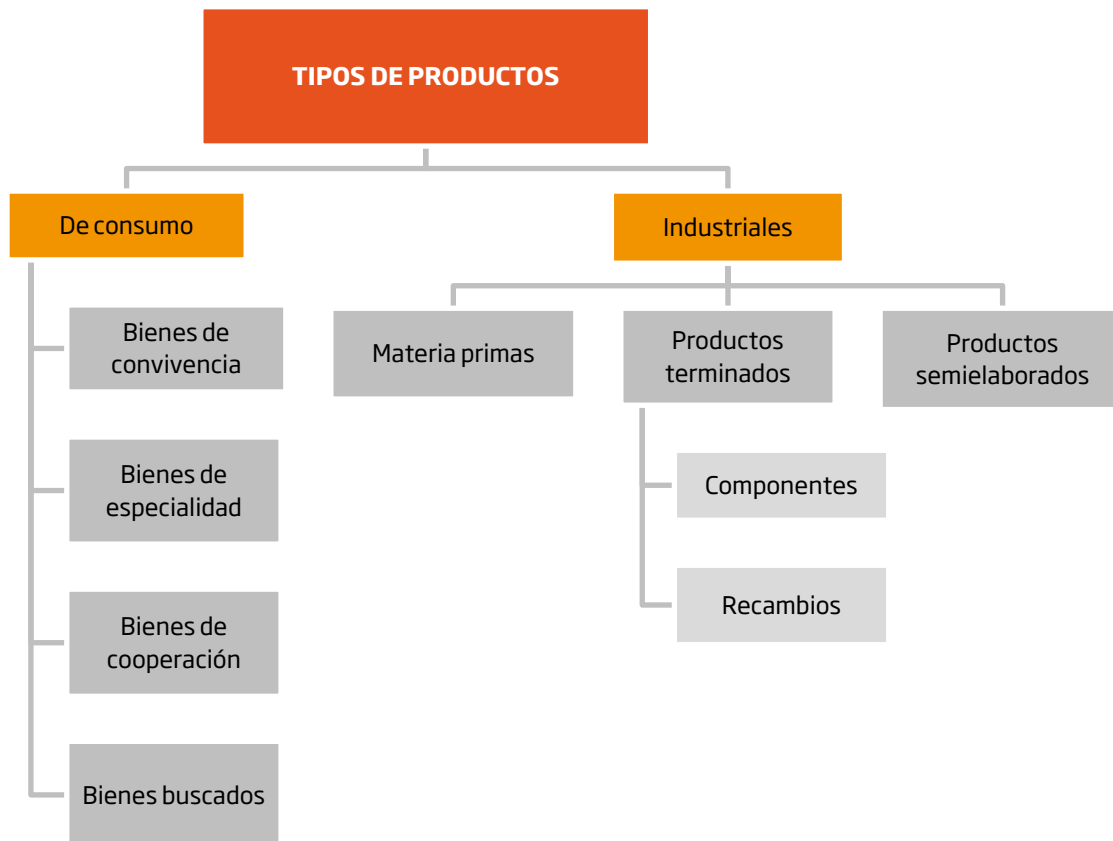 TIPOS DE PRODUCTOS
De consumo
Industriales
Bienes de
convivencia
Materia primas
Productos
terminados
Productos
semielaborados
Bienes de
especialidad
Componentes
Bienes de
cooperación
Recambios
Bienes buscados